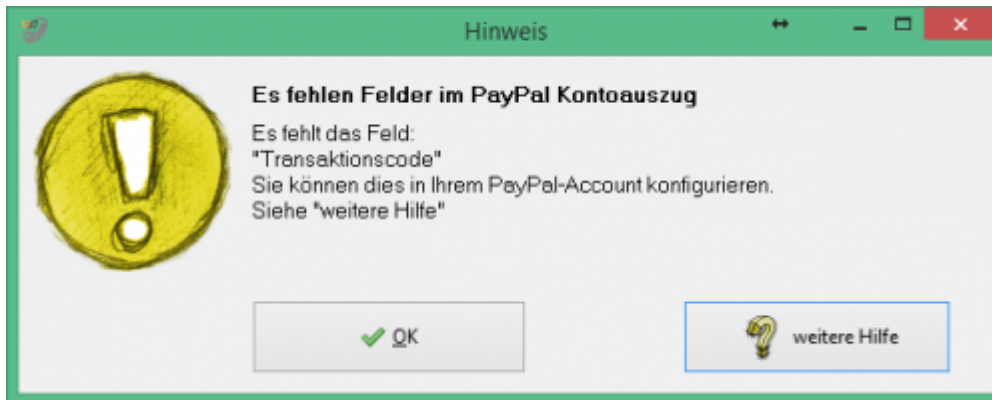 Hinweis
Es fehlen Felder im PayPal Kontoauszug
Es fehlt das Feld:
"Transaktionscode"
Sie können dies in Ihrem PayPal-Account konfigurieren.
Siehe "weitere Hilfe"
OK
weitere Hilfe